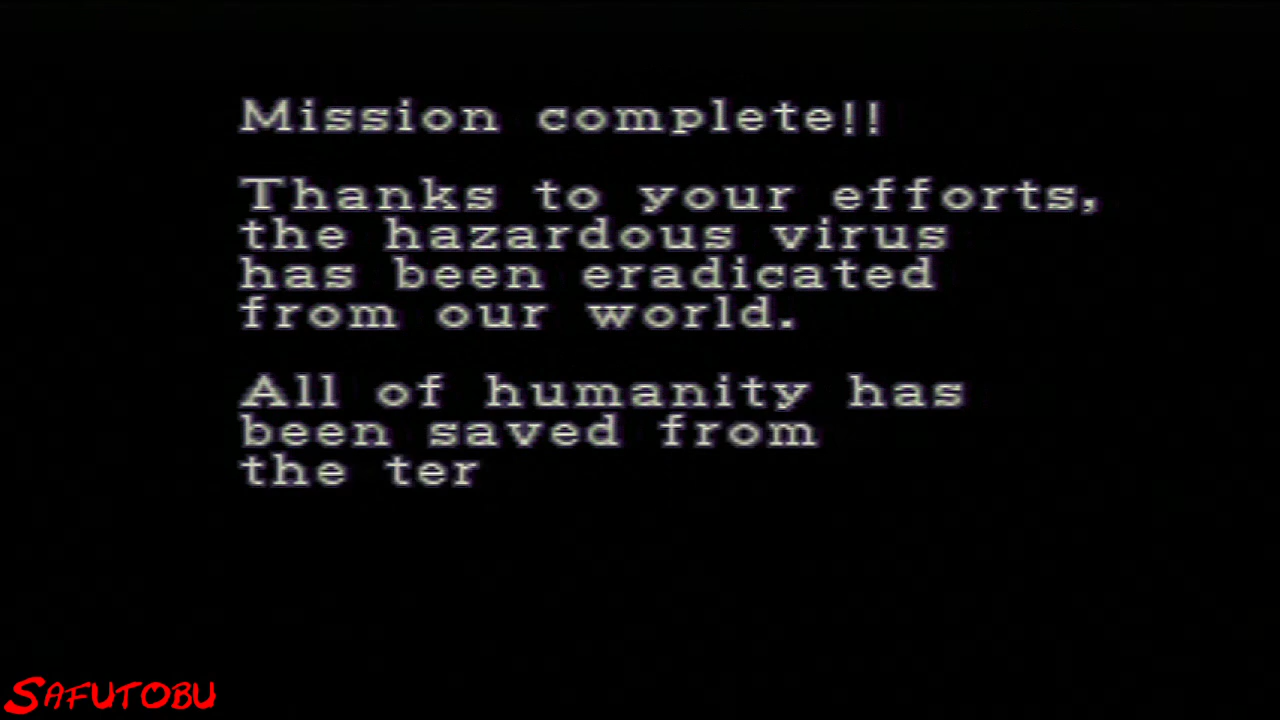 Mission complete!!
Thanks to your efforts,
the hazardous virus
has been eradicated
from our world.
All of humanity has
been saved from
the ter
SAFUTOBU